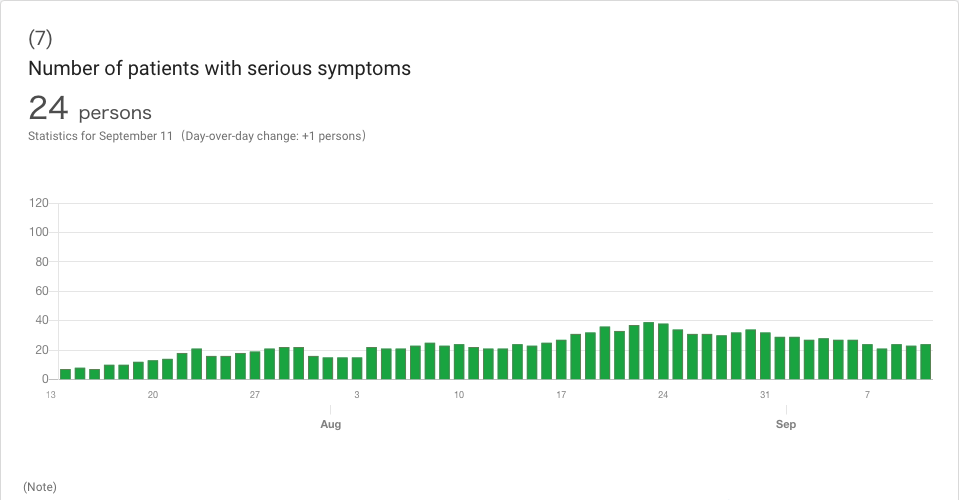 (7)
Number of patients with serious symptoms
24 persons
Statistics for September 11（Day-over-day change: +1 persons）
120
100
80
60
40
20
0
13 20 27 3 10 17 24 31 7
Aug Sep
(Note)